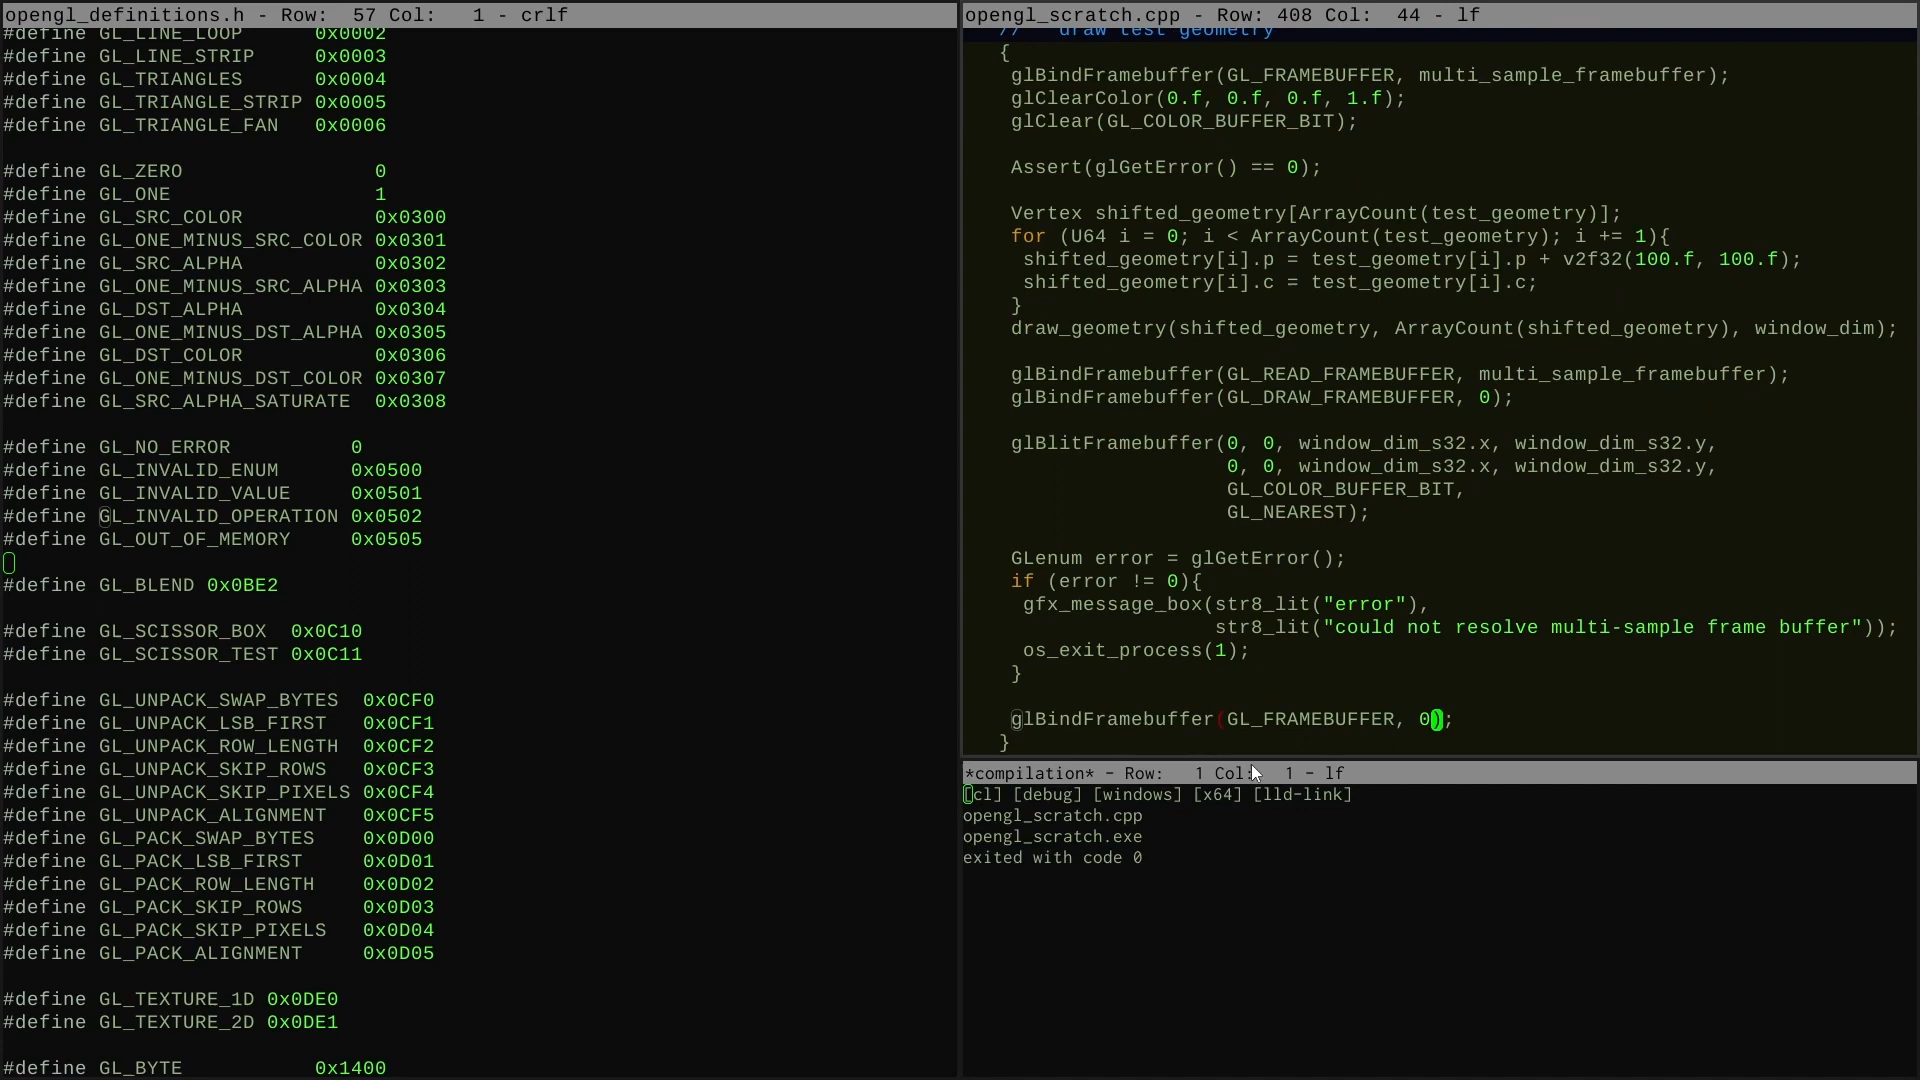 opengl_definitions.h - Row:  57 Col:   1 - crlf
#define GL_LINE_LOOP      0x0002
#define GL_LINE_STRIP     0x0003
#define GL_TRIANGLES      0x0004
#define GL_TRIANGLE_STRIP 0x0005
#define GL_TRIANGLE_FAN   0x0006
#define GL_ZERO                0
#define GL_ONE                 1
#define GL_SRC_COLOR           0x0300
#define GL_ONE_MINUS_SRC_COLOR 0x0301
#define GL_SRC_ALPHA           0x0302
#define GL_ONE_MINUS_SRC_ALPHA 0x0303
#define GL_DST_ALPHA           0x0304
#define GL_ONE_MINUS_DST_ALPHA 0x0305
#define GL_DST_COLOR           0x0306
#define GL_ONE_MINUS_DST_COLOR 0x0307
#define GL_SRC_ALPHA_SATURATE  0x0308
#define GL_NO_ERROR          0
#define GL_INVALID_ENUM      0x0500
#define GL_INVALID_VALUE     0x0501
#define GL_INVALID_OPERATION 0x0502
#define GL_OUT_OF_MEMORY     0x0505
#define GL_BLEND 0x0BE2
#define GL_SCISSOR_BOX  0x0C10
#define GL_SCISSOR_TEST 0x0C11
#define GL_UNPACK_SWAP_BYTES  0x0CF0
#define GL_UNPACK_LSB_FIRST   0x0CF1
#define GL_UNPACK_ROW_LENGTH  0x0CF2
#define GL_UNPACK_SKIP_ROWS   0x0CF3
#define GL_UNPACK_SKIP_PIXELS 0x0CF4
#define GL_UNPACK_ALIGNMENT   0x0CF5
#define GL_PACK_SWAP_BYTES    0x0D00
#define GL_PACK_LSB_FIRST     0x0D01
#define GL_PACK_ROW_LENGTH    0x0D02
#define GL_PACK_SKIP_ROWS     0x0D03
#define GL_PACK_SKIP_PIXELS   0x0D04
#define GL_PACK_ALIGNMENT     0x0D05
#define GL_TEXTURE_1D 0x0DE0
#define GL_TEXTURE_2D 0x0DE1
#define GL_BYTE           0x1400
opengl_scratch.cpp - Row: 408 Col:  44 - lf
//   draw test geometry
{
glBindFramebuffer(GL_FRAMEBUFFER, multi_sample_framebuffer);
glClearColor(0.f, 0.f, 0.f, 1.f);
glClear(GL_COLOR_BUFFER_BIT);
Assert(glGetError() == 0);
Vertex shifted_geometry[ArrayCount(test_geometry)];
for (U64 i = 0; i < ArrayCount(test_geometry); i += 1){
shifted_geometry[i].p = test_geometry[i].p + v2f32(100.f, 100.f);
shifted_geometry[i].c = test_geometry[i].c;
}
draw_geometry(shifted_geometry, ArrayCount(shifted_geometry), window_dim);
glBindFramebuffer(GL_READ_FRAMEBUFFER, multi_sample_framebuffer);
glBindFramebuffer(GL_DRAW_FRAMEBUFFER, 0);
glBlitFramebuffer(0, 0, window_dim_s32.x, window_dim_s32.y,
0, 0, window_dim_s32.x, window_dim_s32.y,
GL_COLOR_BUFFER_BIT,
GL_NEAREST);
GLenum error = glGetError();
if (error != 0){
gfx_message_box(str8_lit("error"),
str8_lit("could not resolve multi-sample frame buffer"));
os_exit_process(1);
}
glBindFramebuffer(GL_FRAMEBUFFER, 0);
}
*compilation* - Row:   1 Col:   1 - lf
[cl] [debug] [windows] [x64] [lld-link]
opengl_scratch.cpp
opengl_scratch.exe
exited with code 0